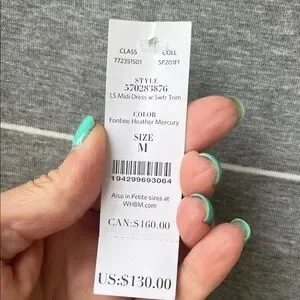 CLASS COLL
772351501 SP201F1
STYLE
570283876
LS Midi Dress w Swtr Trim
COLOR
Fontine Heather Mercury
SIZE
M
194299693064
Also in Petite sizes at
WHBM.com
CAN:$160.00
US:$130.00